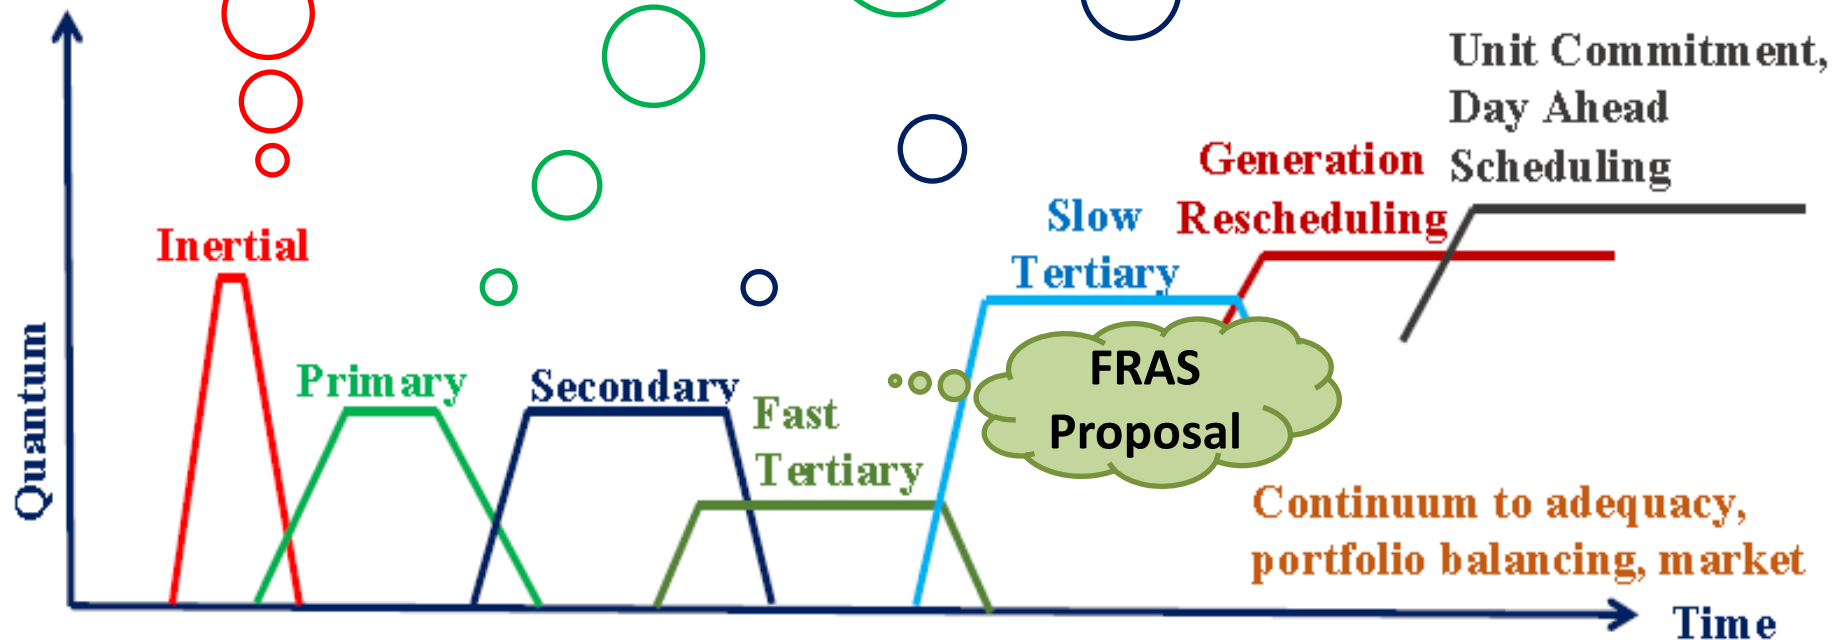 Unit Commitment,
Day Ahead
Scheduling
Generation
Rescheduling
Slow
Tertiary
Inertial
Primary
Secondary
Fast
Tertiary
FRAS
Proposal
Quantum
Continuum to adequacy,
portfolio balancing, market
Time